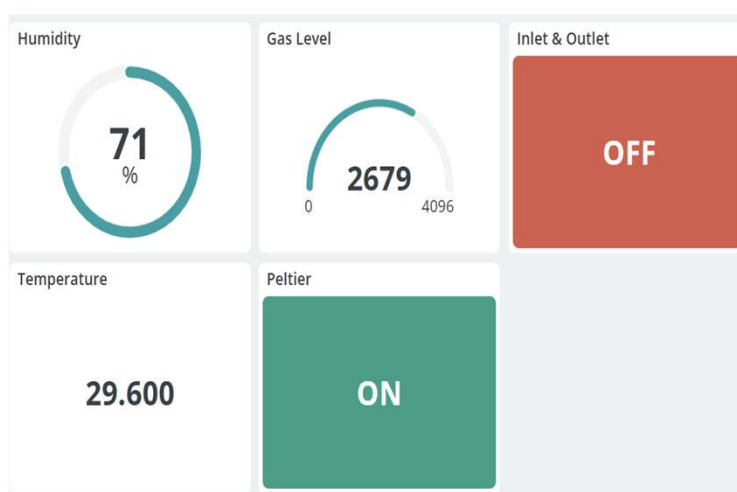 Humidity
71
%
Gas Level
2679
0 4096
Inlet & Outlet
OFF
Temperature
29.600
Peltier
ON